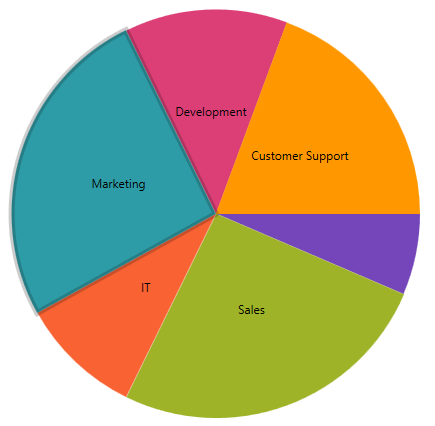 Development
Customer Support
Marketing
IT
Sales